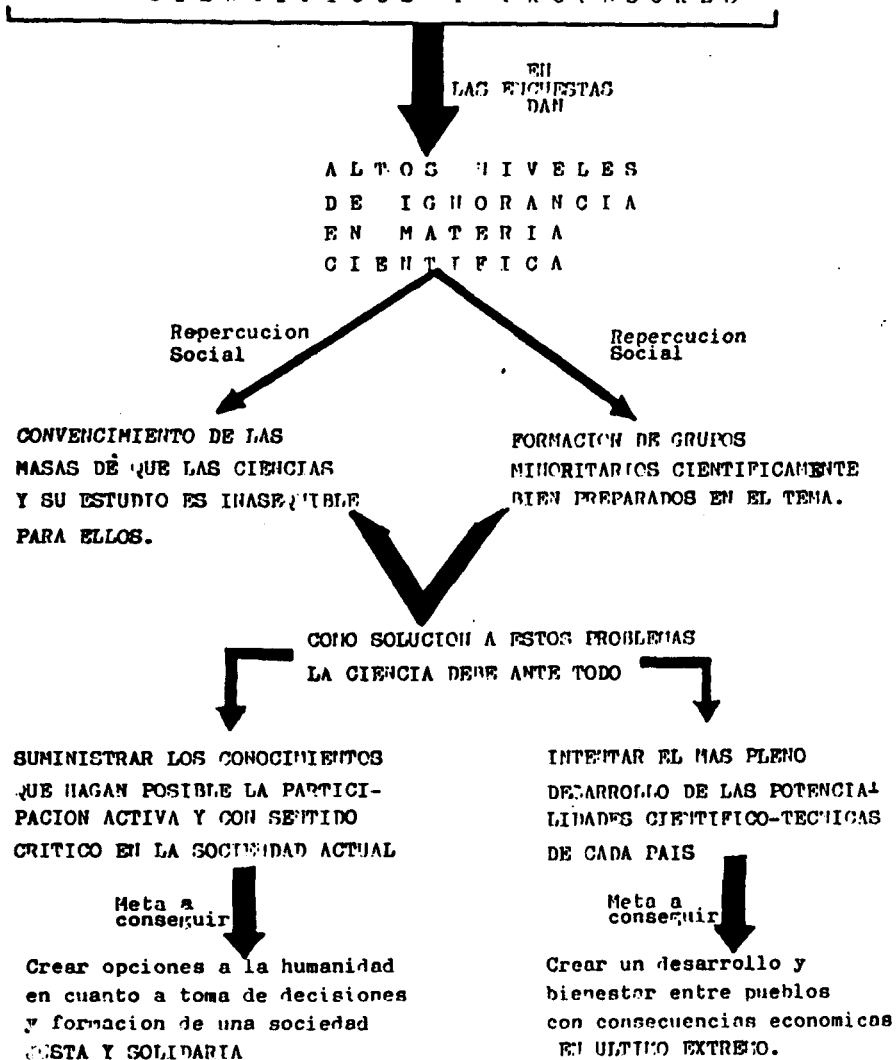 EN
LAS ENCUESTAS
DAN
ALTOS NIVELES
DE IGNORANCIA
EN MATERIA
CIENTIFICA
Repercucion
Social
Repercucion
Social
CONVENCIMIENTO DE LAS
MASAS DE QUE LAS CIENCIAS
Y SU ESTUDIO ES INASEQUIBLE
PARA ELLOS.
FORMACION DE GRUPOS
MINORITARIOS CIENTIFICAMENTE
BIEN PREPARADOS EN EL TEMA.
COMO SOLUCION A ESTOS PROBLEMAS
LA CIENCIA DEBE ANTE TODO
SUMINISTRAR LOS CONOCIMIENTOS
QUE HAGAN POSIBLE LA PARTICI-
PACION ACTIVA Y CON SENTIDO
CRITICO EN LA SOCIEDAD ACTUAL
INTENTAR EL MAS PLENO
DESARROLLO DE LAS POTENCIA-
LIDADES CIENTIFICO-TECNICAS
DE CADA PAIS
Meta a
conseguir
Meta a
conseguir
Crear opciones a la humanidad
en cuanto a toma de decisiones
y formacion de una sociedad
JUSTA Y SOLIDARIA
Crear un desarrollo y
bienestar entre pueblos
con consecuencias economicas
EN ULTIMO EXTREMO.